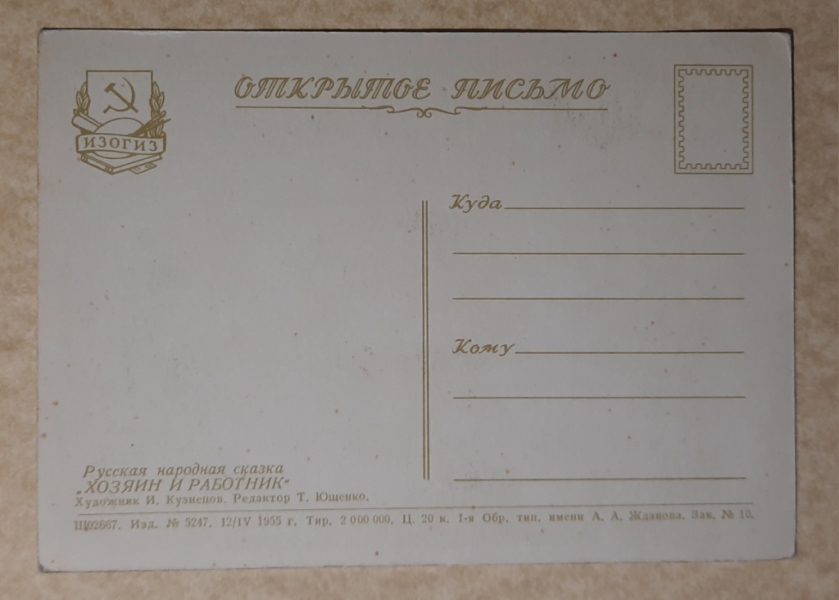 ОТКРЫТОЕ ПИСЬМО
ИЗОГИЗ
Куда
Кому
Русская народная сказка
„ХОЗЯИН И РАБОТНИК“
Художник И. Кузнецов. Редактор Т. Ющенко.
Щ02667. Изд. № 5247. 12/IV 1955 г. Тир. 2 000 000. Ц. 20 к. 1-я Обр. тип. имени А. А. Жданова. Зак. № 10.